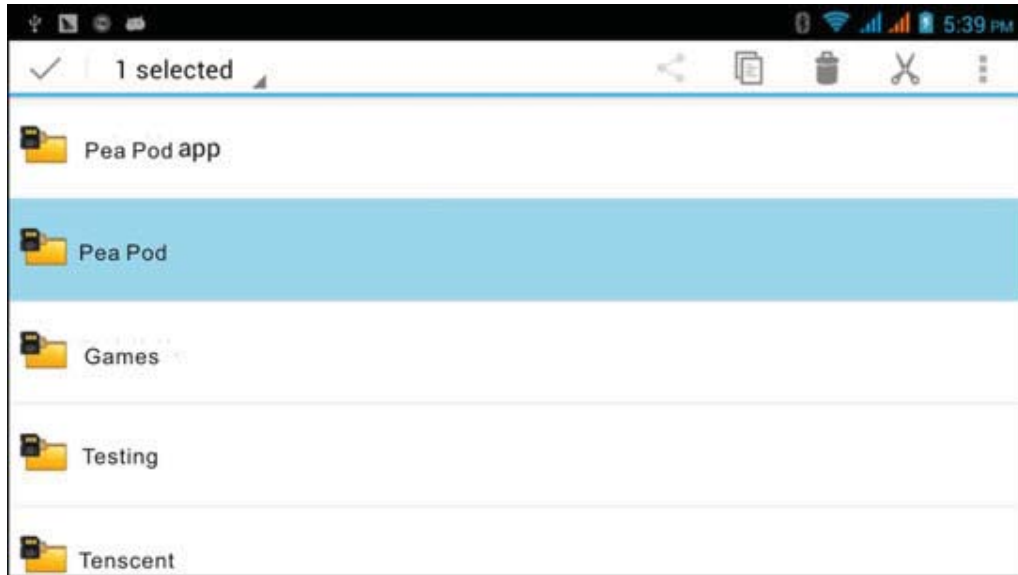 5:39 PM
1 selected
Pea Pod app
Pea Pod
Games
Testing
Tenscent